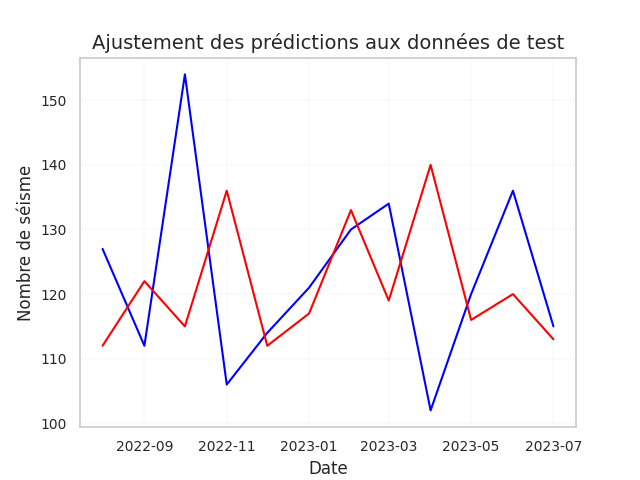 Ajustement des prédictions aux données de test
Nombre de séisme
150
140
130
120
110
100
2022-09 2022-11 2023-01 2023-03 2023-05 2023-07
Date